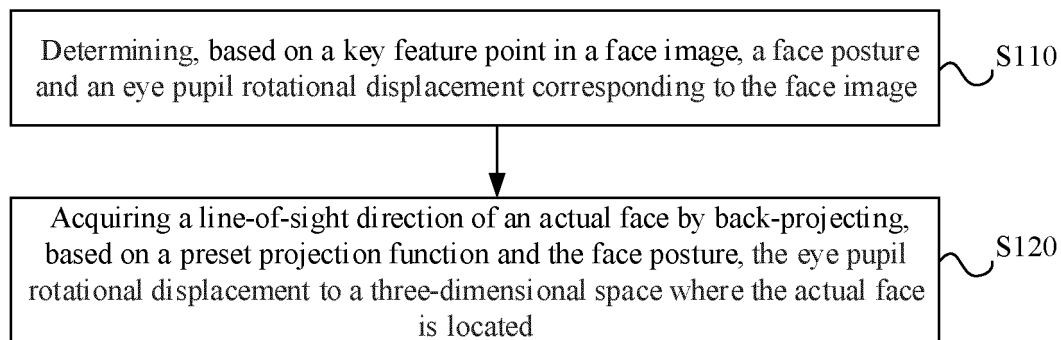 Determining, based on a key feature point in a face image, a face posture
and an eye pupil rotational displacement corresponding to the face image
S110
Acquiring a line-of-sight direction of an actual face by back-projecting,
based on a preset projection function and the face posture, the eye pupil
rotational displacement to a three-dimensional space where the actual face
is located
S120